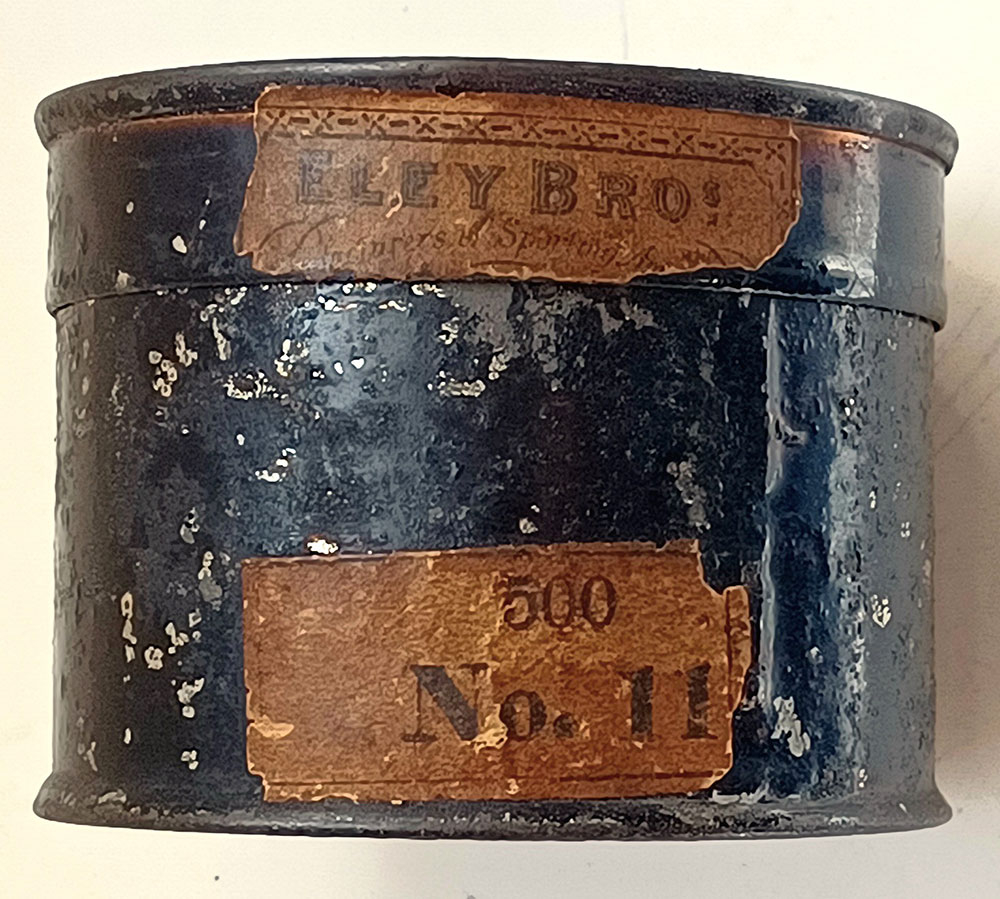 ELEY BROS
of Sporting
500
No. 11